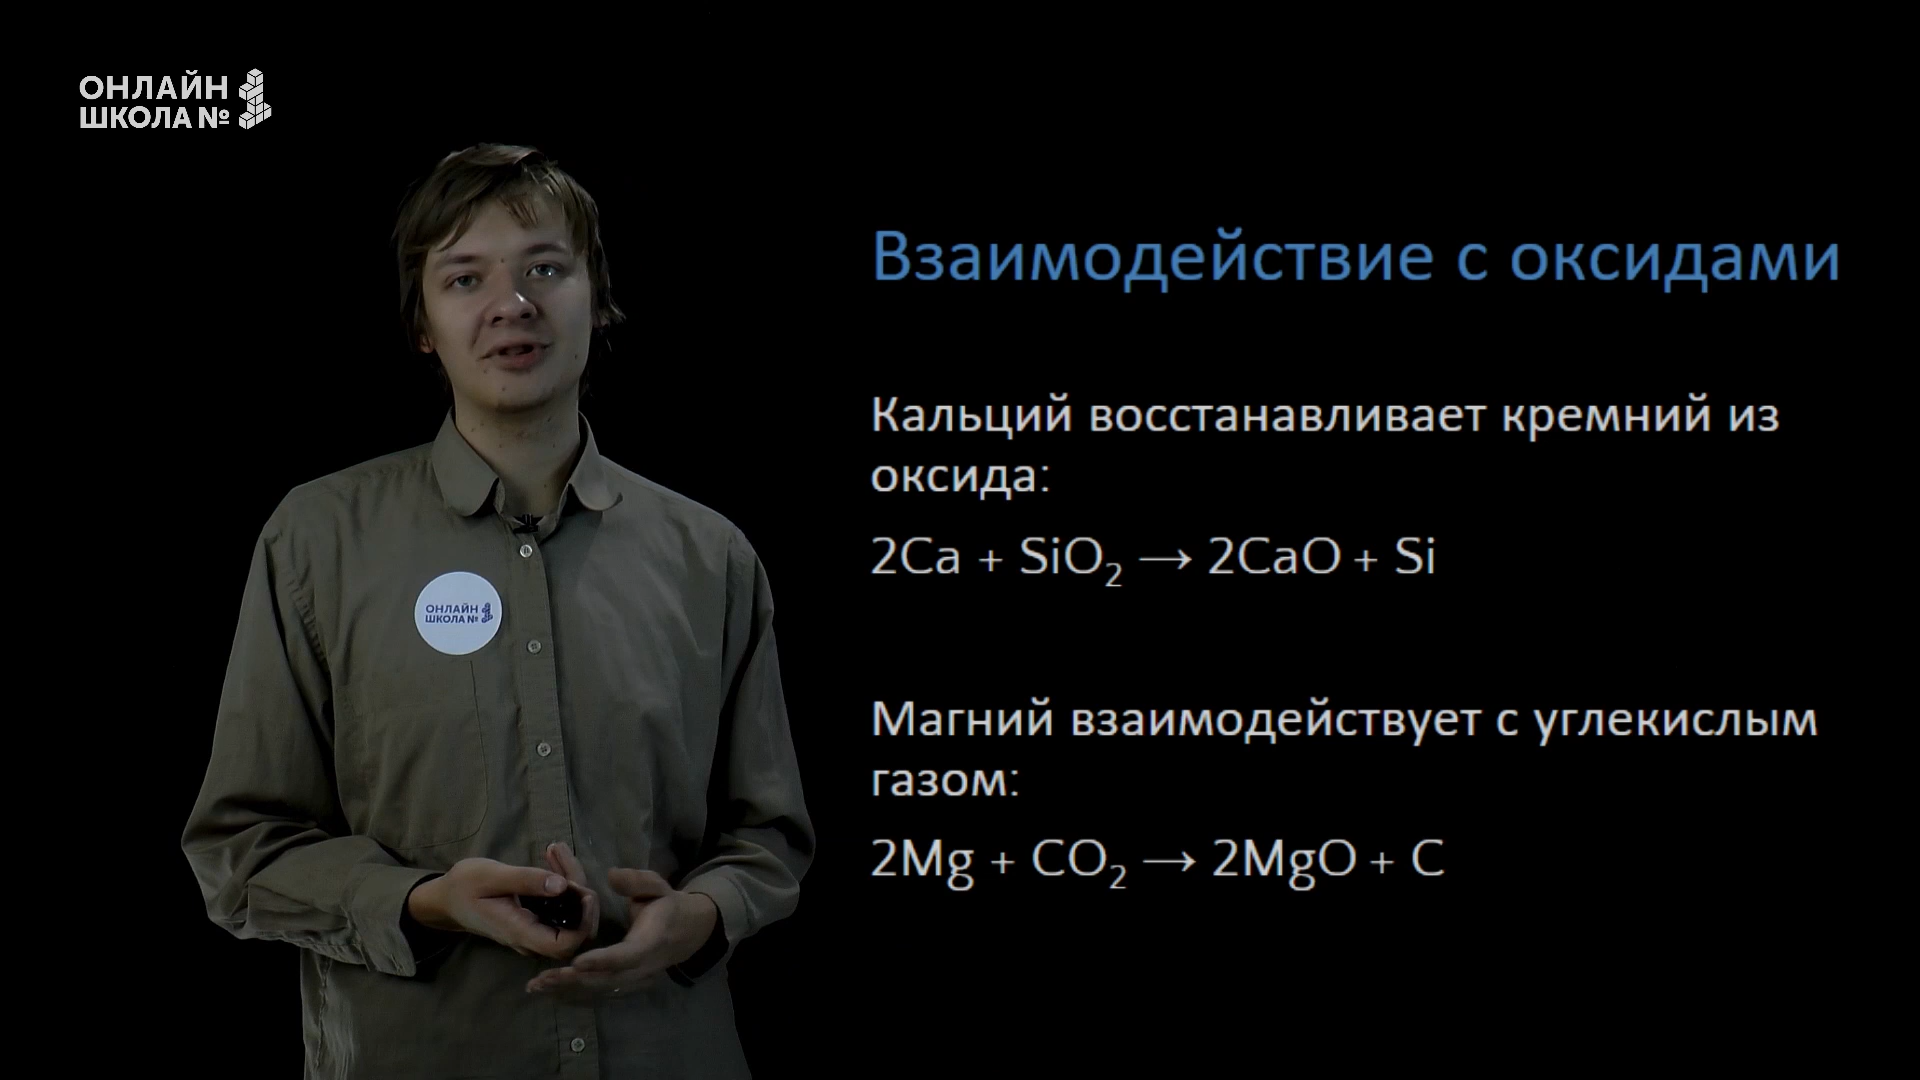 ОНЛАЙН
ШКОЛА №
Взаимодействие с оксидами
Кальций восстанавливает кремний из
оксида:
2Ca + SiO₂ → 2CaO + Si
Магний взаимодействует с углекислым
газом:
2Mg + CO₂ → 2MgO + C
ОНЛАЙН
ШКОЛА №